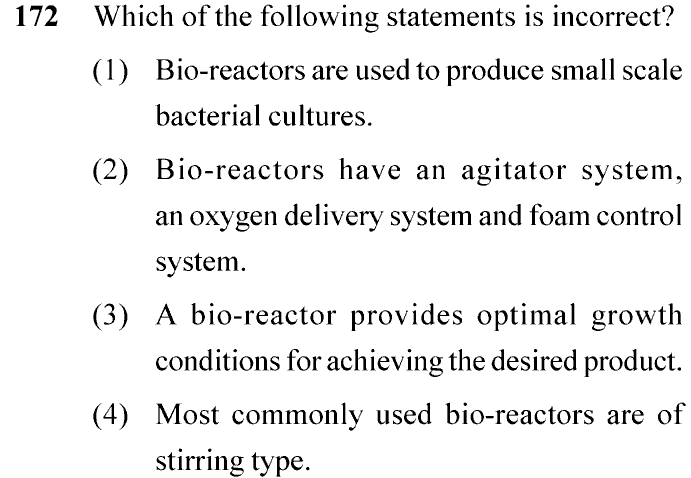 172 Which of the following statements is incorrect?
(1) Bio-reactors are used to produce small scale
bacterial cultures.
(2) Bio-reactors have an agitator system,
an oxygen delivery system and foam control
system.
(3) A bio-reactor provides optimal growth
conditions for achieving the desired product.
(4) Most commonly used bio-reactors are of
stirring type.